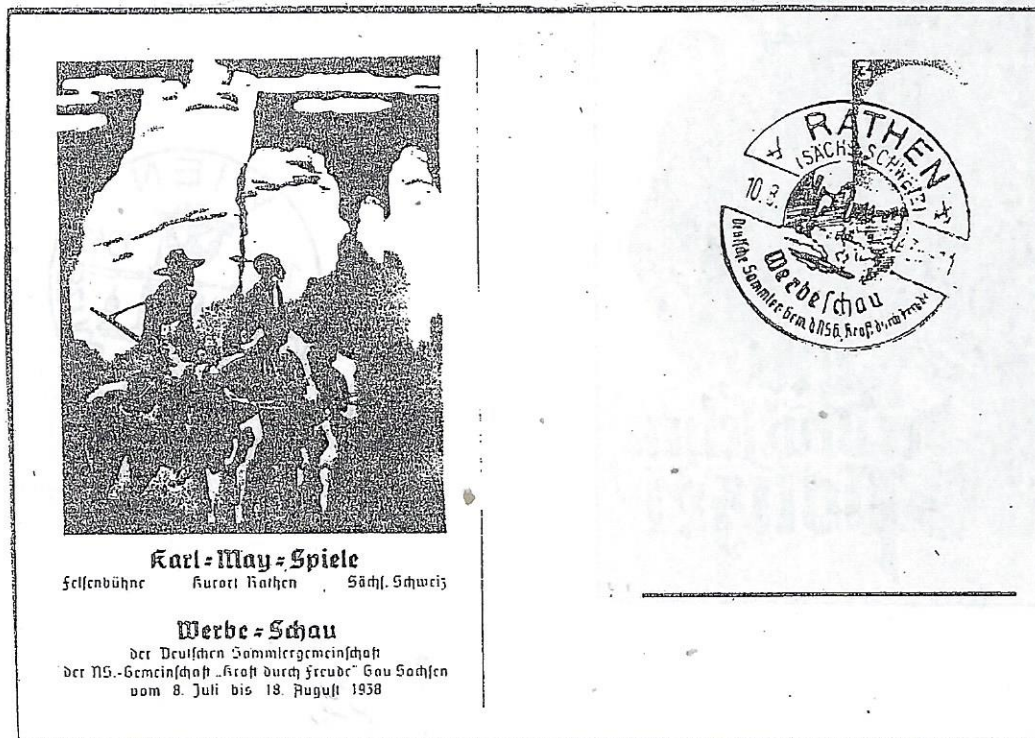 Karl=May=Spiele
Felsenbühne Kurort Rathen Sächs. Schweiz
Werbe=Schau
der Deutschen Sammlergemeinschaft
der NS.-Gemeinschaft „Kraft durch Freude“ Gau Sachsen
vom 8. Juli bis 18. August 1938
RATHEN
(SÄCHS. SCHWEIZ)
10.8.
Werbeschau
Deutsche Sammler-Gem. d. NSG. Kraft durch Freude